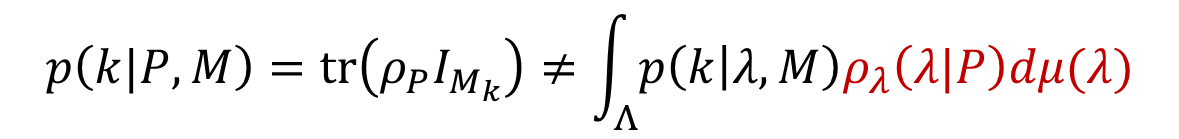 p(k|P, M) = tr(ρ_P I_{M_k}) ≠ ∫_Λ p(k|λ, M)ρ_λ(λ|P)dμ(λ)